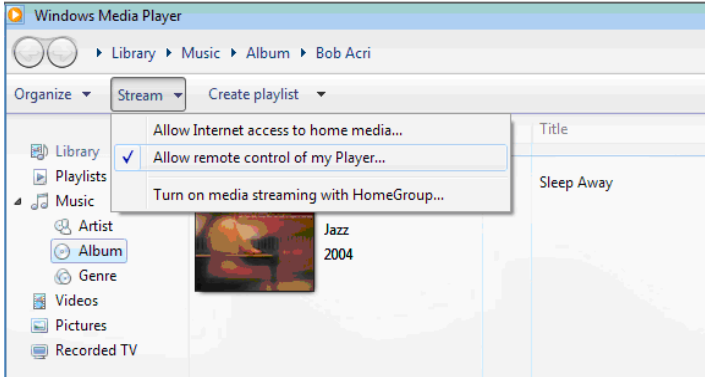 Windows Media Player
Library Music Album Bob Acri
Organize Stream Create playlist
Allow Internet access to home media...
Allow remote control of my Player...
Turn on media streaming with HomeGroup...
Title
Library
Playlists
Music
Artist
Album
Genre
Videos
Pictures
Recorded TV
Jazz
2004
Sleep Away